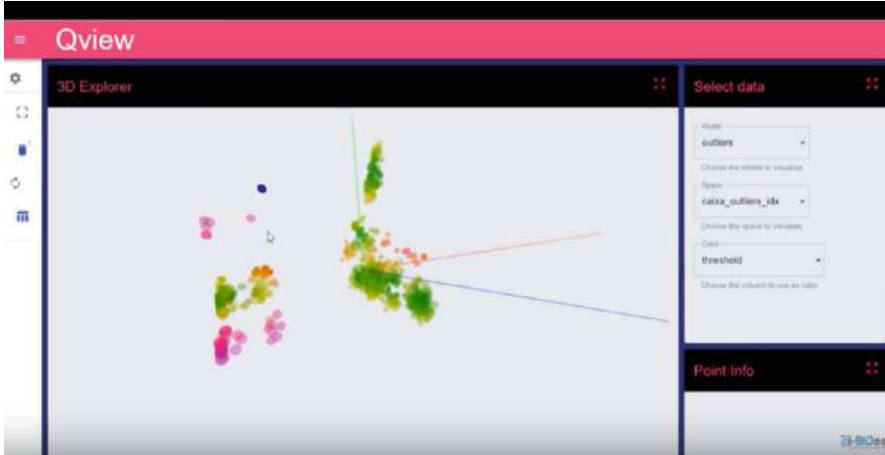 Qview
3D Explorer
Select data
Model
outliers
Choose the model to visualize
Space
caixa_outliers_idx
Choose the space to visualize
Color
threshold
Choose the column to use as color
Point Info